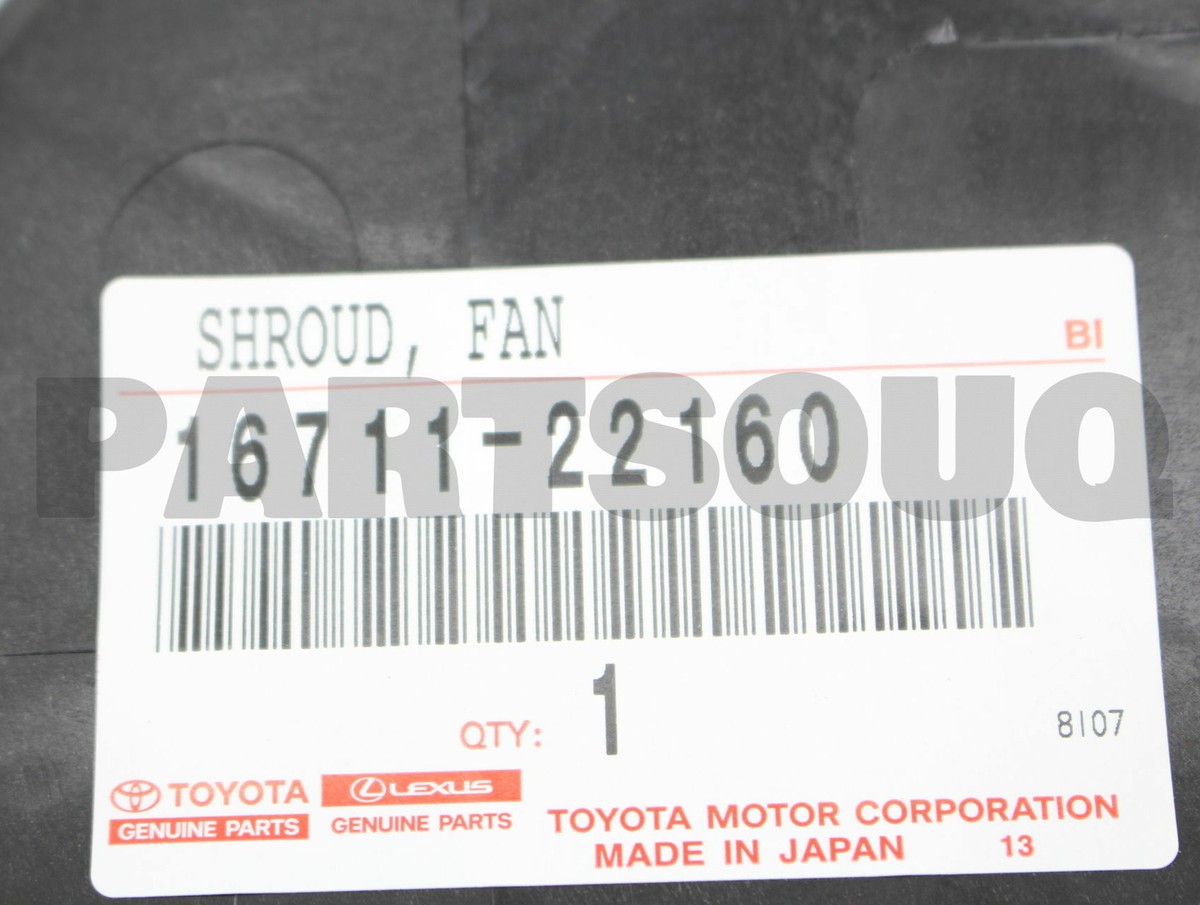 SHROUD, FAN
BI
PARTSOUQ
16711-22160
QTY: 1
8I07
TOYOTA
GENUINE PARTS
LEXUS
GENUINE PARTS
TOYOTA MOTOR CORPORATION
MADE IN JAPAN 13